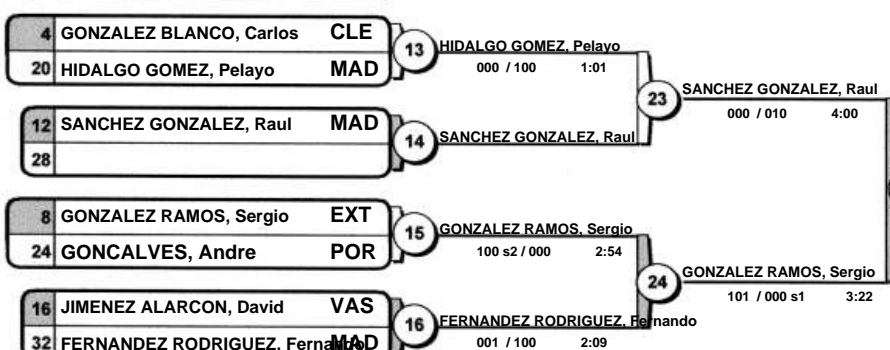 4 GONZALEZ BLANCO, Carlos CLE
20 HIDALGO GOMEZ, Pelayo MAD
13
HIDALGO GOMEZ, Pelayo
000 / 100 1:01
12 SANCHEZ GONZALEZ, Raul MAD
28
14
SANCHEZ GONZALEZ, Raul
23
SANCHEZ GONZALEZ, Raul
000 / 010 4:00
8 GONZALEZ RAMOS, Sergio EXT
24 GONCALVES, Andre POR
15
GONZALEZ RAMOS, Sergio
100 s2 / 000 2:54
16 JIMENEZ ALARCON, David VAS
32 FERNANDEZ RODRIGUEZ, Fernando MAD
16
FERNANDEZ RODRIGUEZ, Fernando
001 / 100 2:09
24
GONZALEZ RAMOS, Sergio
101 / 000 s1 3:22